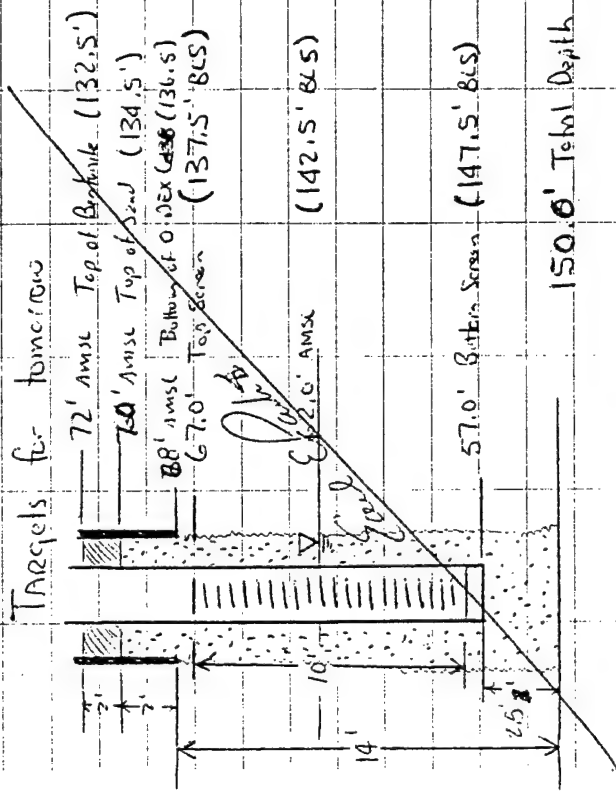 TARGETS for tomorrow
72' AMSL Top of Bentonite (132.5')
70' AMSL Top of Sand (134.5')
68' AMSL Bottom of ODEX (136.5)
67.0' Top Screen (137.5' BLS)
62.0' AMSL (142.5' BLS)
57.0' Bottom Screen (147.5' BLS)
150.0' Total Depth
2'
2'
10'
14'
2.5'